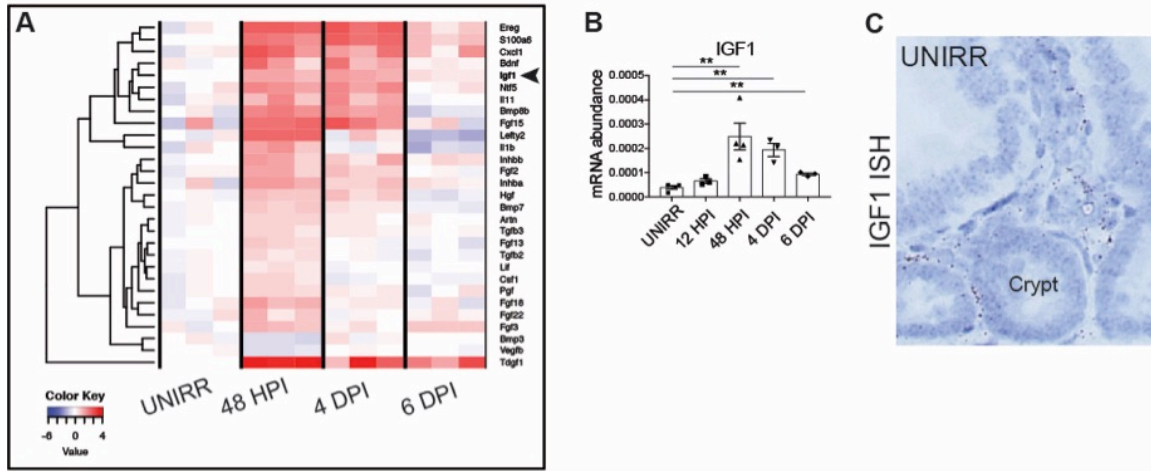 A
Ereg
S100a6
Cxcl1
Bdnf
Igf1
Ntf5
Il11
Bmp8b
Fgf15
Lefty2
Il1b
Inhbb
Fgf2
Inhba
Hgf
Bmp7
Artn
Tgfb3
Fgf13
Tgfb2
Lif
Csf1
Pgf
Fgf18
Fgf22
Fgf3
Bmp3
Vegfb
Tdgf1
UNIRR
48 HPI
4 DPI
6 DPI
Color Key
-6 0 4
Value
B
IGF1
**
**
**
mRNA abundance
0.0005
0.0004
0.0003
0.0002
0.0001
0.0000
UNIRR
12 HPI
48 HPI
4 DPI
6 DPI
C
IGF1 ISH
UNIRR
Crypt